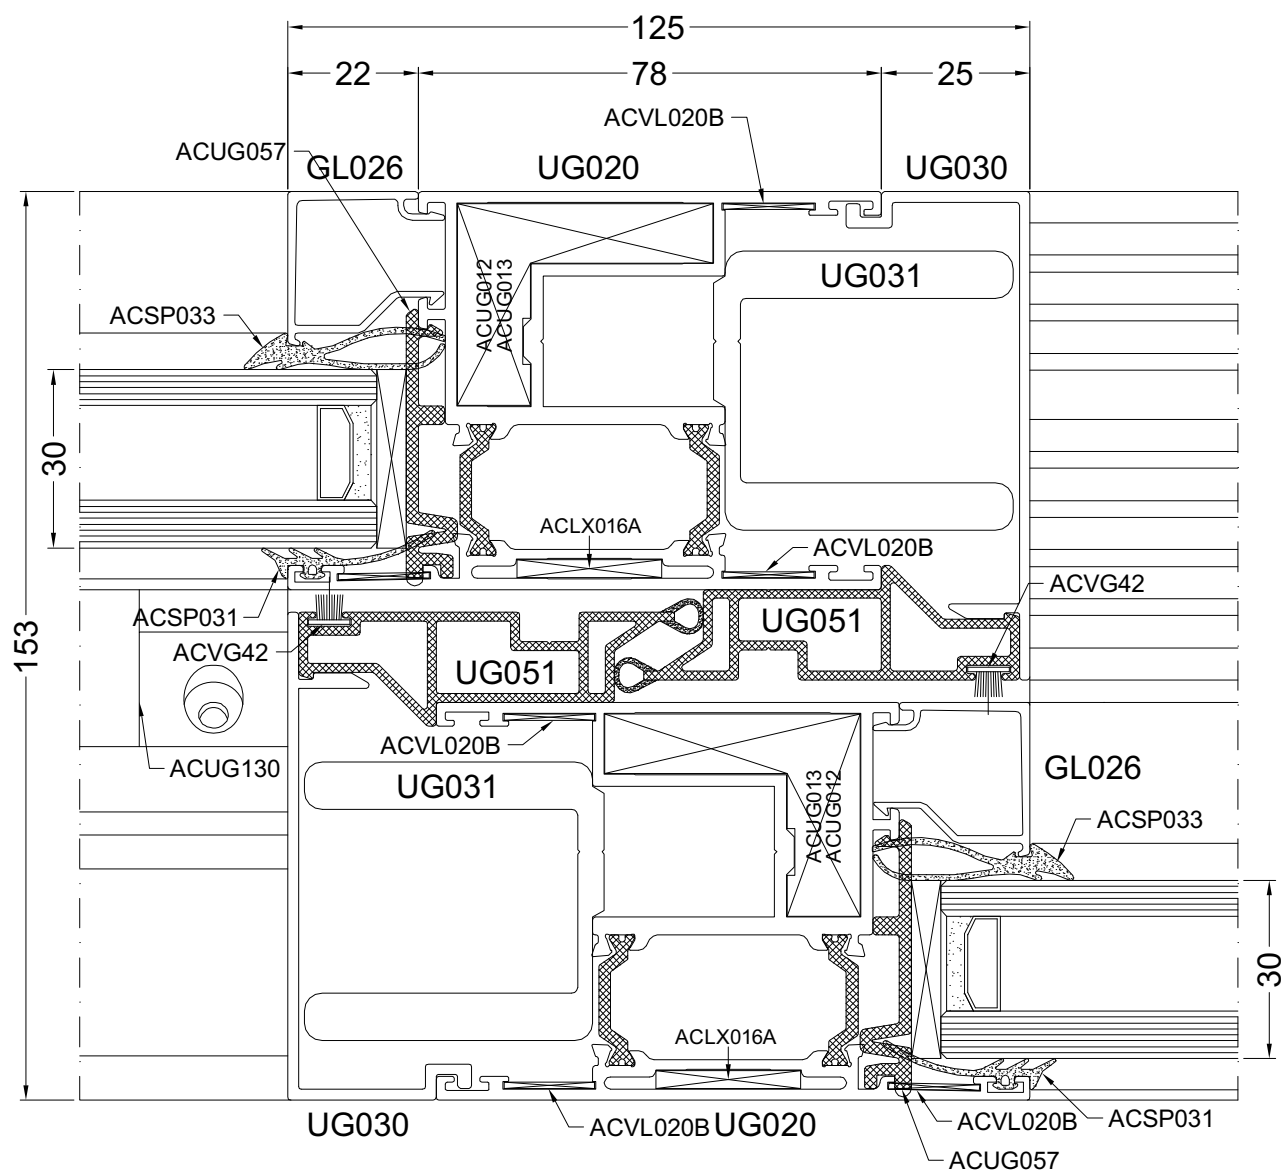 125
22
78
25
ACVL020B
ACUG057
GL026
UG020
UG030
ACUG012
ACUG013
UG031
ACSP033
30
ACLX016A
ACVL020B
ACVG42
ACSP031
UG051
153
ACVG42
UG051
ACVL020B
ACUG130
UG031
GL026
ACUG013
ACUG012
ACSP033
30
ACLX016A
UG030
ACVL020B
UG020
ACVL020B
ACSP031
ACUG057